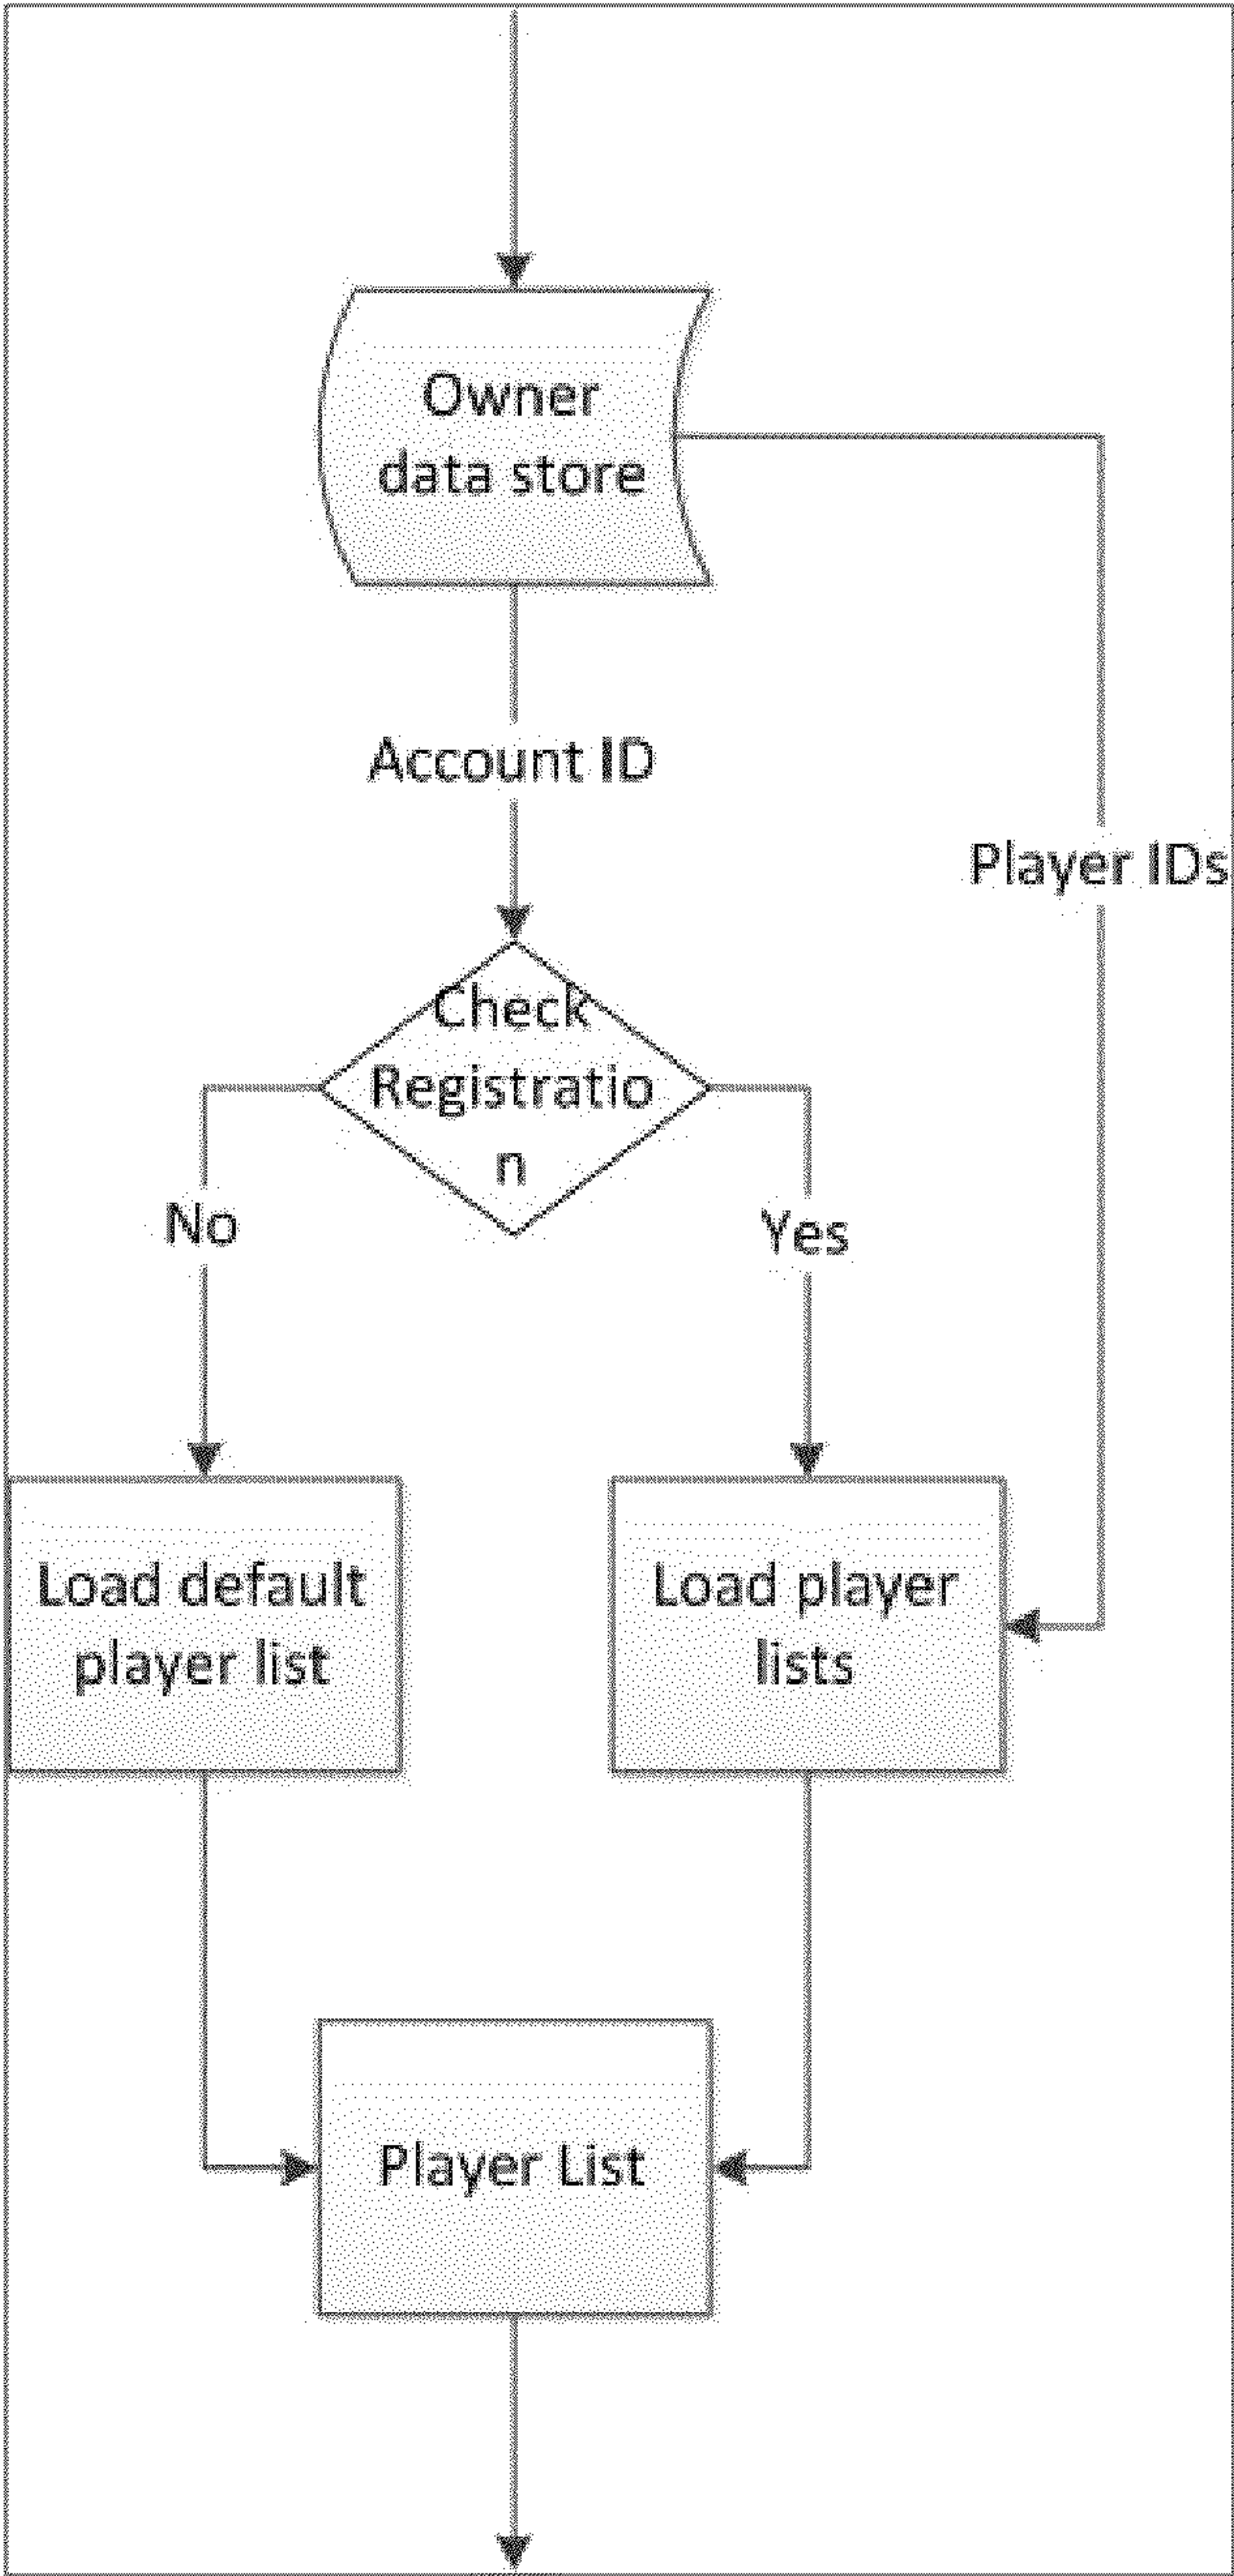 Owner
data store
Account ID
Player IDs
Check
Registratio
n
No
Yes
Load default
player list
Load player
lists
Player List